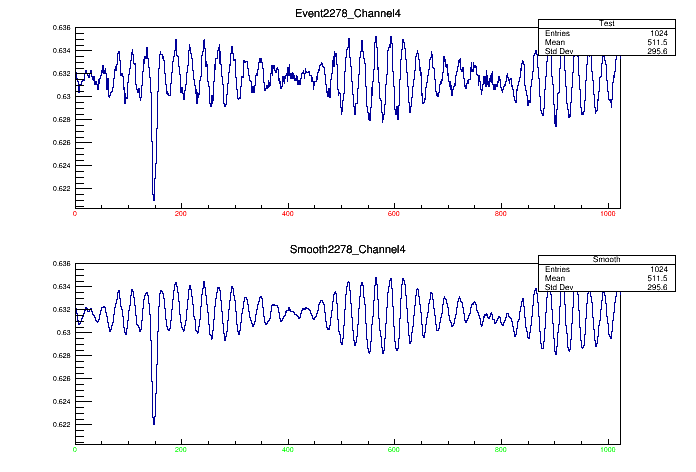 Event2278_Channel4
Test
Entries 1024
Mean 511.5
Std Dev 295.6
0.636
0.634
0.632
0.63
0.628
0.626
0.624
0.622
0 200 400 600 800 1000
Smooth2278_Channel4
Smooth
Entries 1024
Mean 511.5
Std Dev 295.6
0.636
0.634
0.632
0.63
0.628
0.626
0.624
0.622
0 200 400 600 800 1000